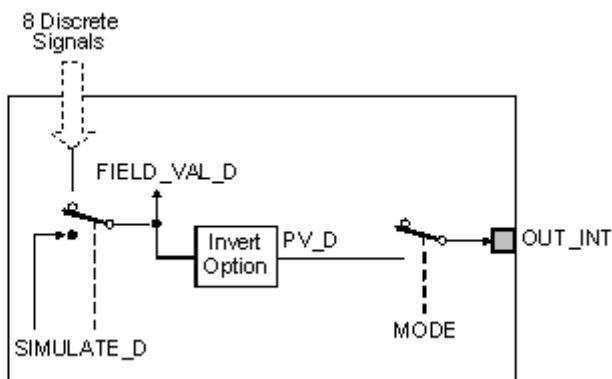 8 Discrete
Signals
FIELD_VAL_D
Invert
Option
PV_D
OUT_INT
SIMULATE_D
MODE